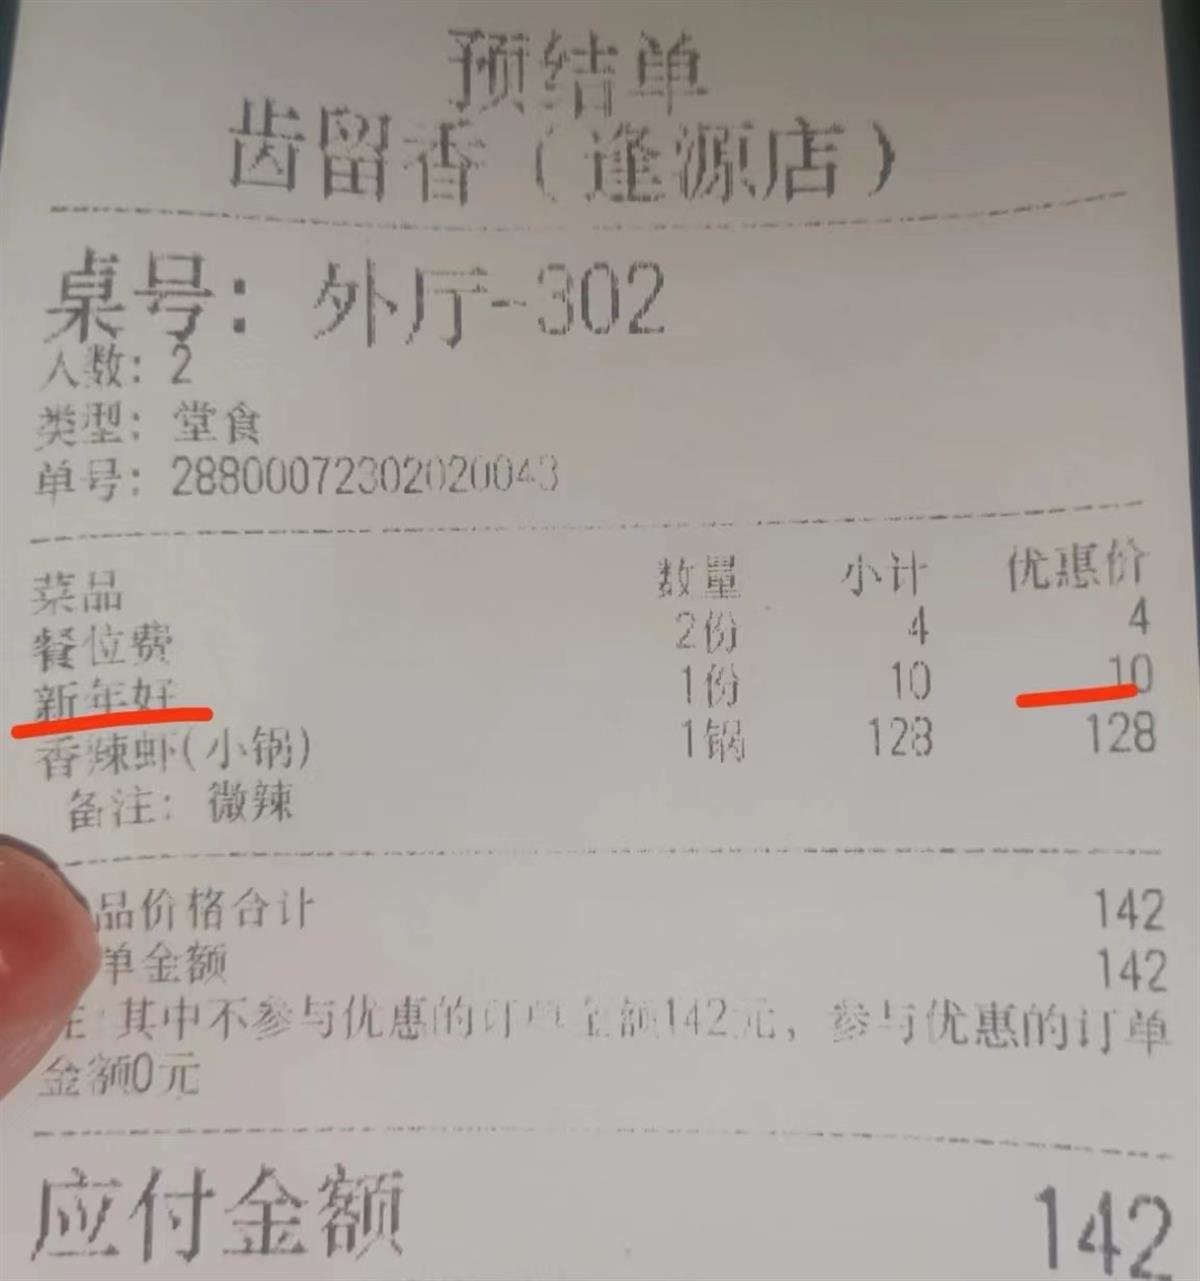 预结单
齿留香（逢源店）
桌号：外厅-302
人数：2
类型：堂食
单号：28800072302020043
菜品 数量 小计 优惠价
餐位费 2份 4 4
新年好 1份 10 10
香辣虾(小锅) 1锅 128 128
备注：微辣
品价格合计 142
单金额 142
注:其中不参与优惠的订单金额142元，参与优惠的订单
金额0元
应付金额 142